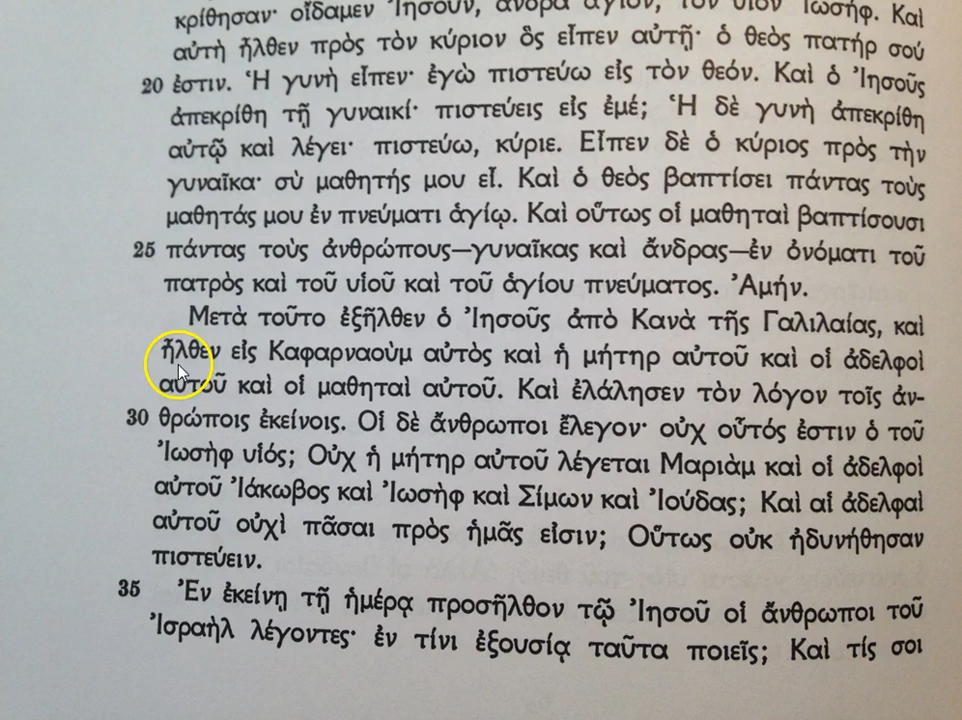 κρίθησαν· οἴδαμεν Ἰησοῦν, ἄνδρα ἅγιον, τὸν υἱὸν Ἰωσήφ. Καὶ
αὐτὴ ἦλθεν πρὸς τὸν κύριον ὃς εἶπεν αὐτῇ· ὁ θεὸς πατήρ σού
20 ἐστιν. Ἡ γυνὴ εἶπεν· ἐγὼ πιστεύω εἰς τὸν θεόν. Καὶ ὁ Ἰησοῦς
ἀπεκρίθη τῇ γυναικί· πιστεύεις εἰς ἐμέ; Ἡ δὲ γυνὴ ἀπεκρίθη
αὐτῷ καὶ λέγει· πιστεύω, κύριε. Εἶπεν δὲ ὁ κύριος πρὸς τὴν
γυναῖκα· σὺ μαθητής μου εἶ. Καὶ ὁ θεὸς βαπτίσει πάντας τοὺς
μαθητάς μου ἐν πνεύματι ἁγίῳ. Καὶ οὕτως οἱ μαθηταὶ βαπτίσουσι
25 πάντας τοὺς ἀνθρώπους—γυναῖκας καὶ ἄνδρας—ἐν ὀνόματι τοῦ
πατρὸς καὶ τοῦ υἱοῦ καὶ τοῦ ἁγίου πνεύματος. Ἀμήν.
Μετὰ τοῦτο ἐξῆλθεν ὁ Ἰησοῦς ἀπὸ Κανὰ τῆς Γαλιλαίας, καὶ
ἦλθεν εἰς Καφαρναοὺμ αὐτὸς καὶ ἡ μήτηρ αὐτοῦ καὶ οἱ ἀδελφοὶ
αὐτοῦ καὶ οἱ μαθηταὶ αὐτοῦ. Καὶ ἐλάλησεν τὸν λόγον τοῖς ἀν-
30 θρώποις ἐκείνοις. Οἱ δὲ ἄνθρωποι ἔλεγον· οὐχ οὗτός ἐστιν ὁ τοῦ
Ἰωσὴφ υἱός; Οὐχ ἡ μήτηρ αὐτοῦ λέγεται Μαριὰμ καὶ οἱ ἀδελφοὶ
αὐτοῦ Ἰάκωβος καὶ Ἰωσὴφ καὶ Σίμων καὶ Ἰούδας; Καὶ αἱ ἀδελφαὶ
αὐτοῦ οὐχὶ πᾶσαι πρὸς ἡμᾶς εἰσιν; Οὕτως οὐκ ἠδυνήθησαν
πιστεύειν.
35 Ἐν ἐκείνῃ τῇ ἡμέρᾳ προσῆλθον τῷ Ἰησοῦ οἱ ἄνθρωποι τοῦ
Ἰσραὴλ λέγοντες· ἐν τίνι ἐξουσίᾳ ταῦτα ποιεῖς; Καὶ τίς σοι